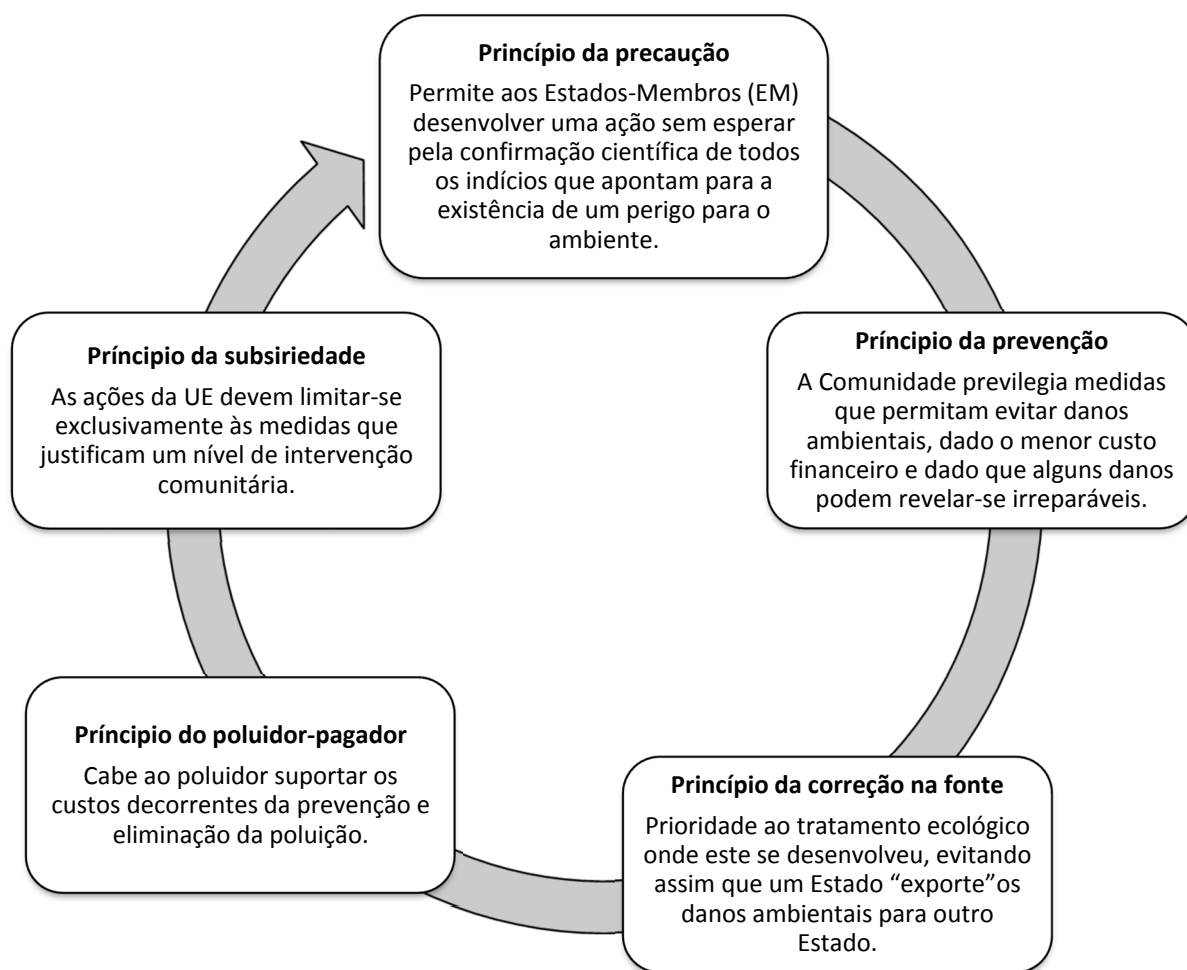 Princípio da precaução
Permite aos Estados-Membros (EM)
desenvolver uma ação sem esperar
pela confirmação científica de todos
os indícios que apontam para a
existência de um perigo para o
ambiente.
Príncipio da prevenção
A Comunidade previlegia medidas
que permitam evitar danos
ambientais, dado o menor custo
financeiro e dado que alguns danos
podem revelar-se irreparáveis.
Princípio da correção na fonte
Prioridade ao tratamento ecológico
onde este se desenvolveu, evitando
assim que um Estado “exporte”os
danos ambientais para outro
Estado.
Príncipio do poluidor-pagador
Cabe ao poluidor suportar os
custos decorrentes da prevenção e
eliminação da poluição.
Príncipio da subsiriedade
As ações da UE devem limitar-se
exclusivamente às medidas que
justificam um nível de intervenção
comunitária.